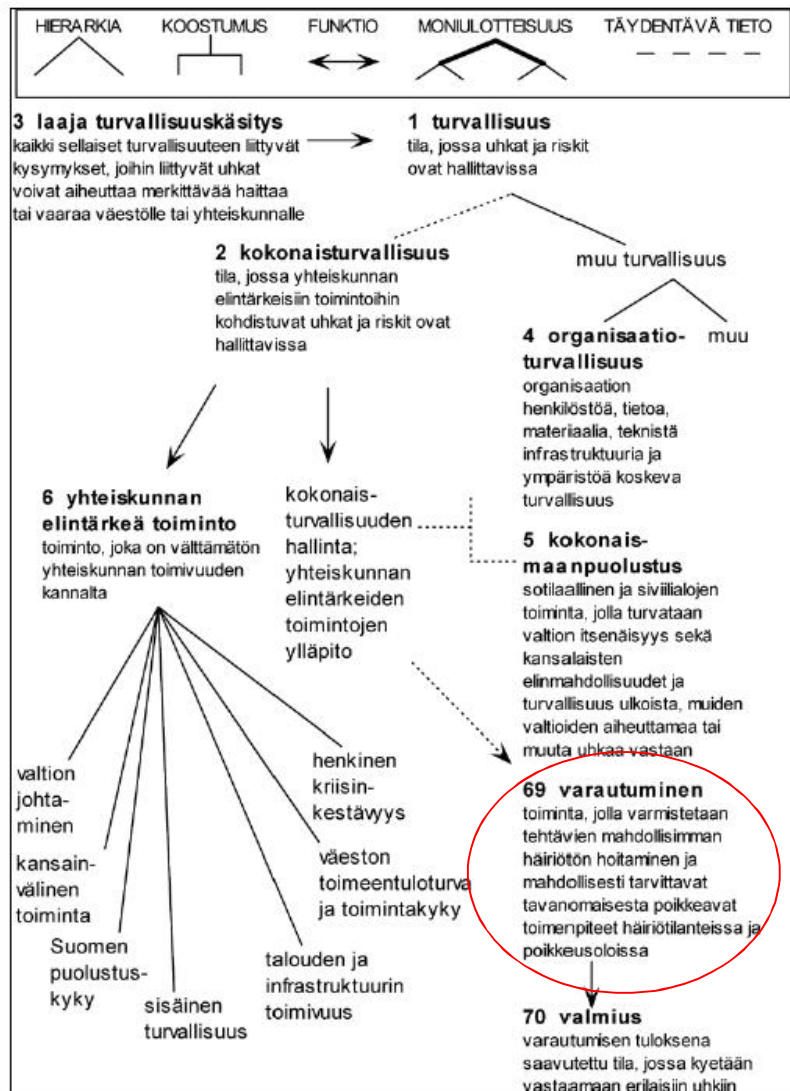 HIERARKIA
KOOSTUMUS
FUNKTIO
MONIULOTTEISUUS
TÄYDENTÄVÄ TIETO
3 laaja turvallisuuskäsitys
kaikki sellaiset turvallisuuteen liittyvät
kysymykset, joihin liittyvät uhkat
voivat aiheuttaa merkittävää haittaa
tai vaaraa väestölle tai yhteiskunnalle
1 turvallisuus
tila, jossa uhkat ja riskit
ovat hallittavissa
2 kokonaisturvallisuus
tila, jossa yhteiskunnan
elintärkeisiin toimintoihin
kohdistuvat uhkat ja riskit ovat
hallittavissa
muu turvallisuus
4 organisaatio-
turvallisuus
organisaation
henkilöstöä, tietoa,
materiaalia, teknistä
infrastruktuuria ja
ympäristöä koskeva
turvallisuus
muu
6 yhteiskunnan
elintärkeä toiminto
toiminto, joka on välttämätön
yhteiskunnan toimivuuden
kannalta
kokonais-
turvallisuuden
hallinta;
yhteiskunnan
elintärkeiden
toimintojen
ylläpito
5 kokonais-
maanpuolustus
sotilaallinen ja siviilialojen
toiminta, jolla turvataan
valtion itsenäisyys sekä
kansalaisten
elinmahdollisuudet ja
turvallisuus ulkoista, muiden
valtioiden aiheuttamaa tai
muuta uhkaa vastaan
valtion
johta-
minen
kansain-
välinen
toiminta
Suomen
puolustus-
kyky
sisäinen
turvallisuus
talouden ja
infrastruktuurin
toimivuus
väeston
toimeentuloturva
ja toimintakyky
henkinen
kriisin-
kestävyys
69 varautuminen
toiminta, jolla varmistetaan
tehtävien mahdollisimman
häiriötön hoitaminen ja
mahdollisesti tarvittavat
tavanomaisesta poikkeavat
toimenpiteet häiriötilanteissa ja
poikkeusoloissa
70 valmius
varautumisen tuloksena
saavutettu tila, jossa kyetään
vastaamaan erilaisiin uhkiin